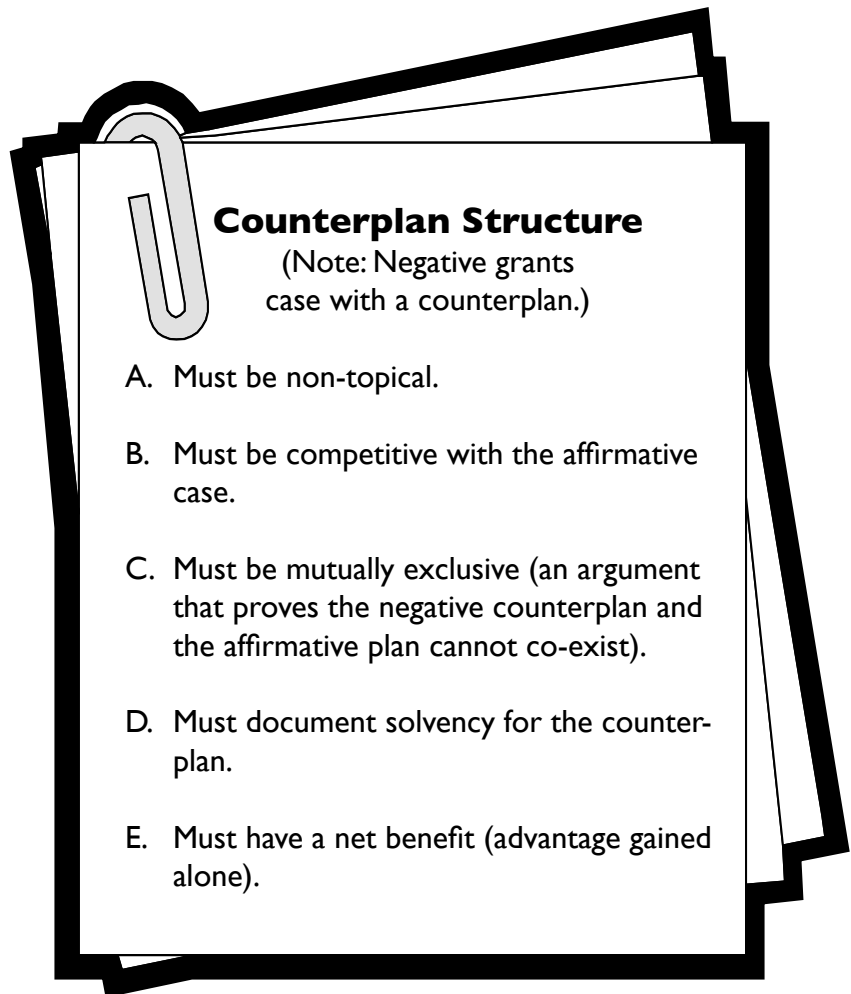 Counterplan Structure
(Note: Negative grants
case with a counterplan.)
A. Must be non-topical.
B. Must be competitive with the affirmative
case.
C. Must be mutually exclusive (an argument
that proves the negative counterplan and
the affirmative plan cannot co-exist).
D. Must document solvency for the counter-
plan.
E. Must have a net benefit (advantage gained
alone).